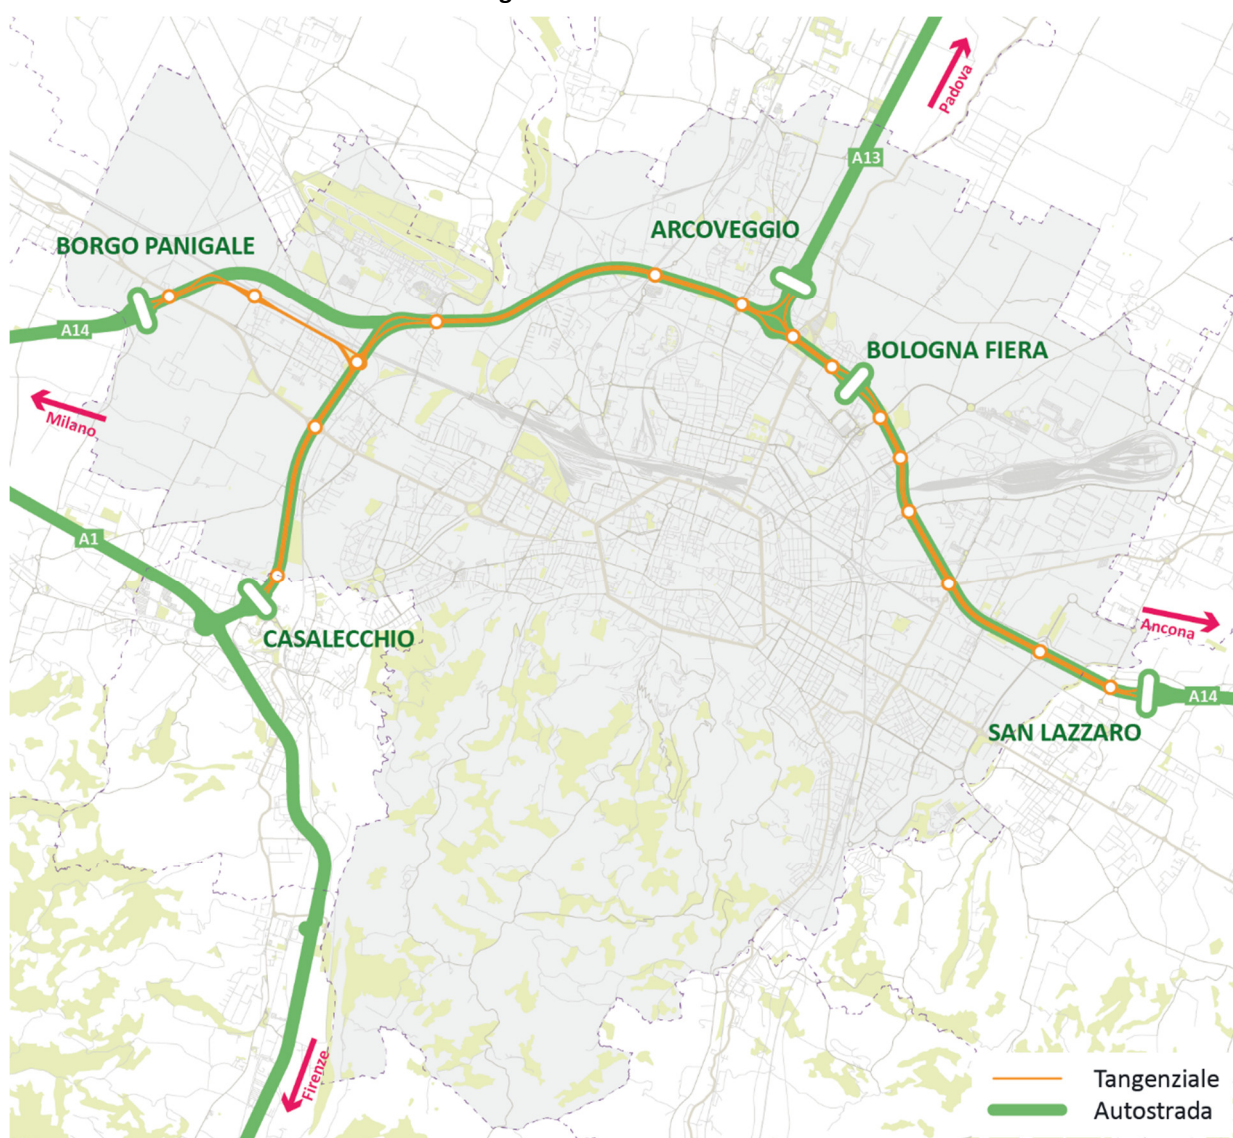 Padova
A13
ARCOVEGGIO
BORGO PANIGALE
A14
BOLOGNA FIERA
Milano
A1
CASALECCHIO
Ancona
A14
SAN LAZZARO
Firenze
Tangenziale
Autostrada